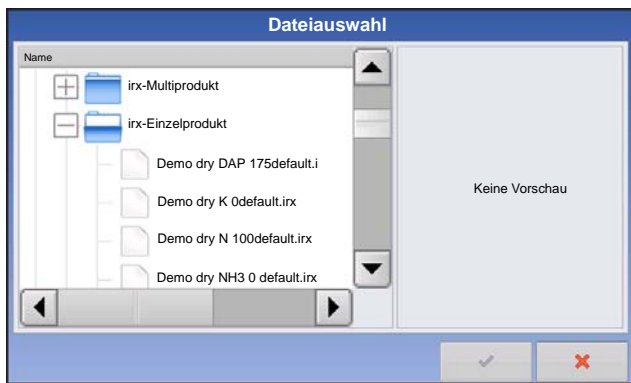 Dateiauswahl
Name
irx-Multiprodukt
irx-Einzelprodukt
Demo dry DAP 175default.i
Demo dry K 0default.irx
Demo dry N 100default.irx
Demo dry NH3 0 default.irx
Keine Vorschau